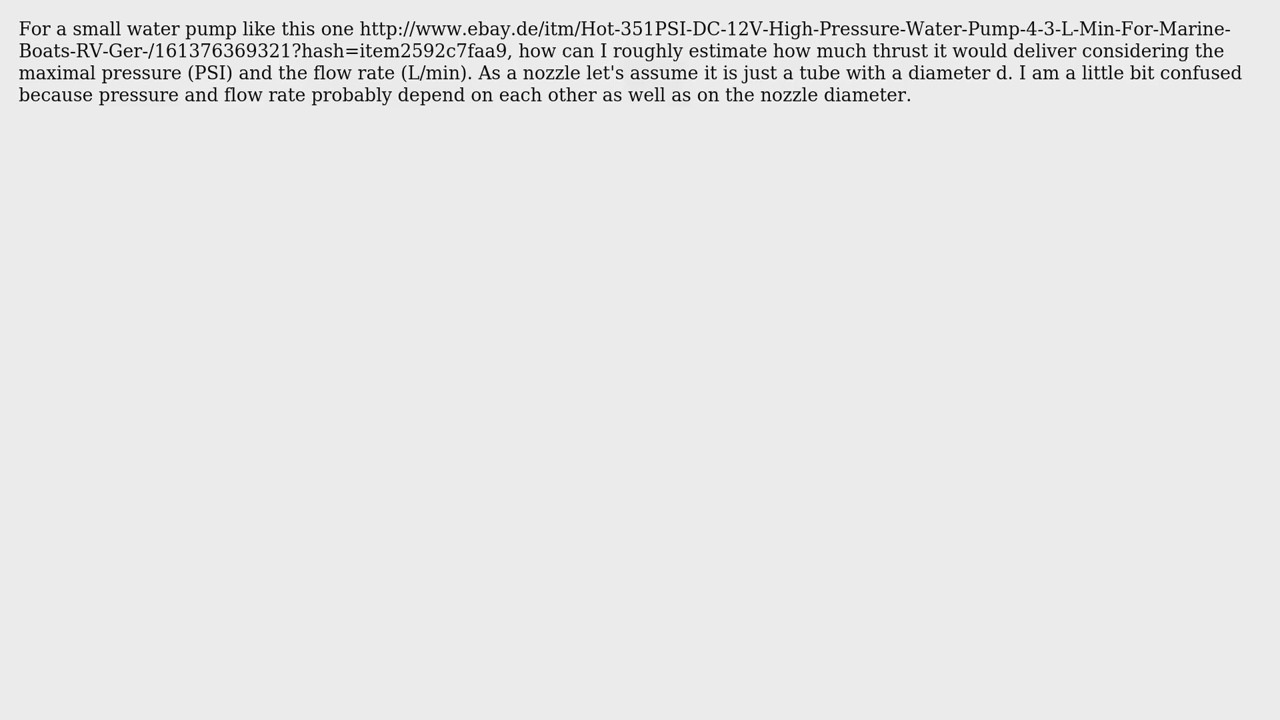 For a small water pump like this one http://www.ebay.de/itm/Hot-351PSI-DC-12V-High-Pressure-Water-Pump-4-3-L-Min-For-Marine-
Boats-RV-Ger-/161376369321?hash=item2592c7faa9, how can I roughly estimate how much thrust it would deliver considering the
maximal pressure (PSI) and the flow rate (L/min). As a nozzle let's assume it is just a tube with a diameter d. I am a little bit confused
because pressure and flow rate probably depend on each other as well as on the nozzle diameter.